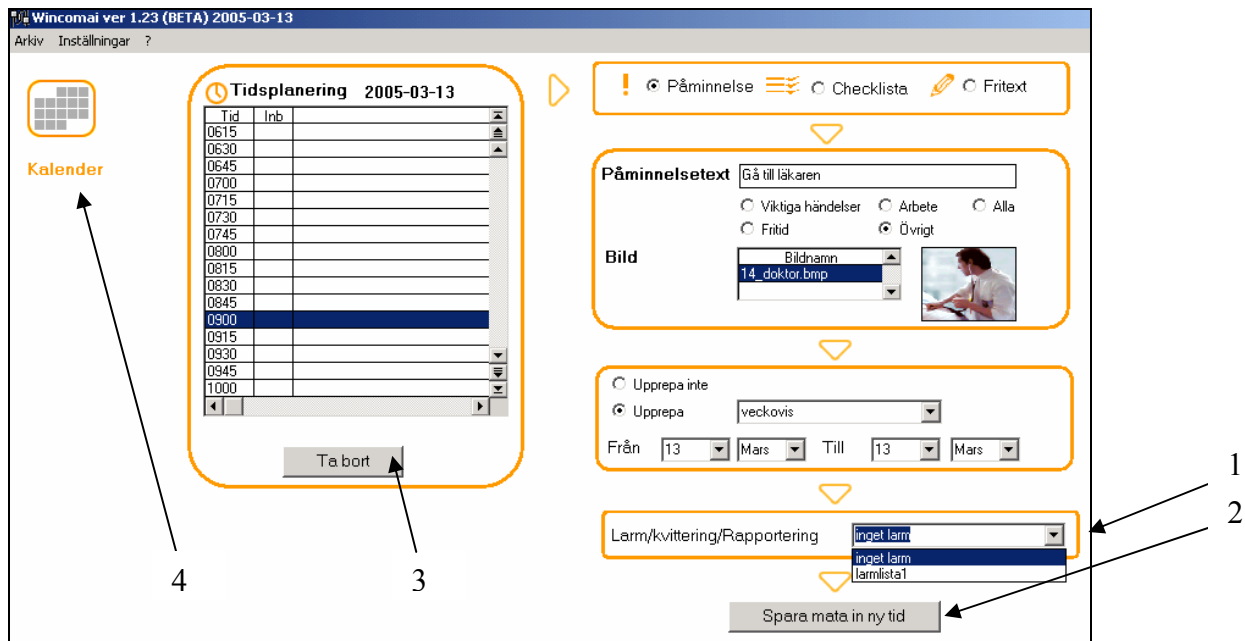 Wincomai ver 1.23 (BETA) 2005-03-13
Arkiv Inställningar ?
Kalender
Tidsplanering 2005-03-13
Tid Inb
0615
0630
0645
0700
0715
0730
0745
0800
0815
0830
0845
0900
0915
0930
0945
1000
Ta bort
! Påminnelse Checklista Fritext
Påminnelsetext Gå till läkaren
Viktiga händelser Arbete Alla
Fritid Övrigt
Bild Bildnamn
14_doktor.bmp
Upprepa inte
Upprepa veckovis
Från 13 Mars Till 13 Mars
Larm/kvittering/Rapportering inget larm
inget larm
larmlista1
Spara mata in ny tid
1
2
3
4